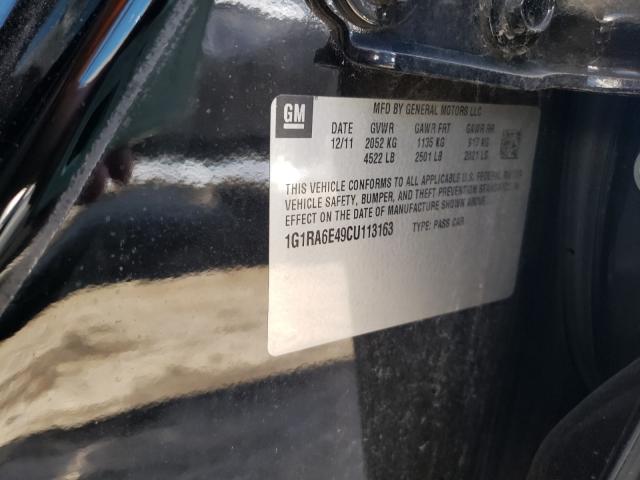 GM
MFD BY GENERAL MOTORS LLC
DATE GVWR GAWR FRT GAWR RR
12/11 2052 KG 1135 KG 917 KG
4522 LB 2501 LB 2021 LB
THIS VEHICLE CONFORMS TO ALL APPLICABLE U.S. FEDERAL MOTOR
VEHICLE SAFETY, BUMPER, AND THEFT PREVENTION STANDARDS IN
EFFECT ON THE DATE OF MANUFACTURE SHOWN ABOVE.
1G1RA6E49CU113163 TYPE: PASS CAR